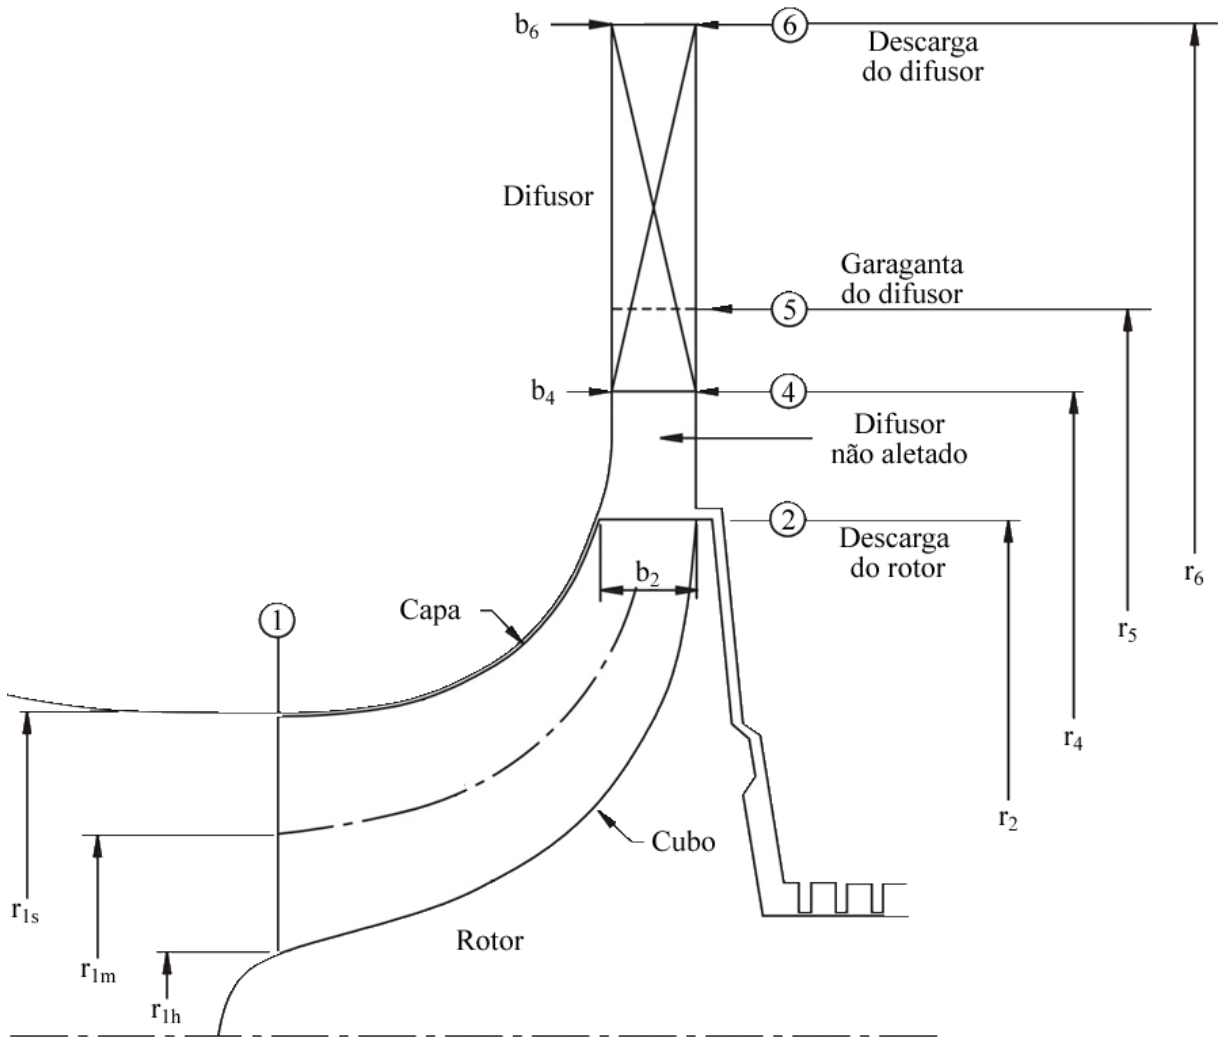 b6
6
Descarga
do difusor
Difusor
Garaganta
do difusor
5
b4
4
Difusor
não aletado
2
Descarga
do rotor
b2
r6
Capa
1
r5
r4
r2
Cubo
r1s
Rotor
r1m
r1h